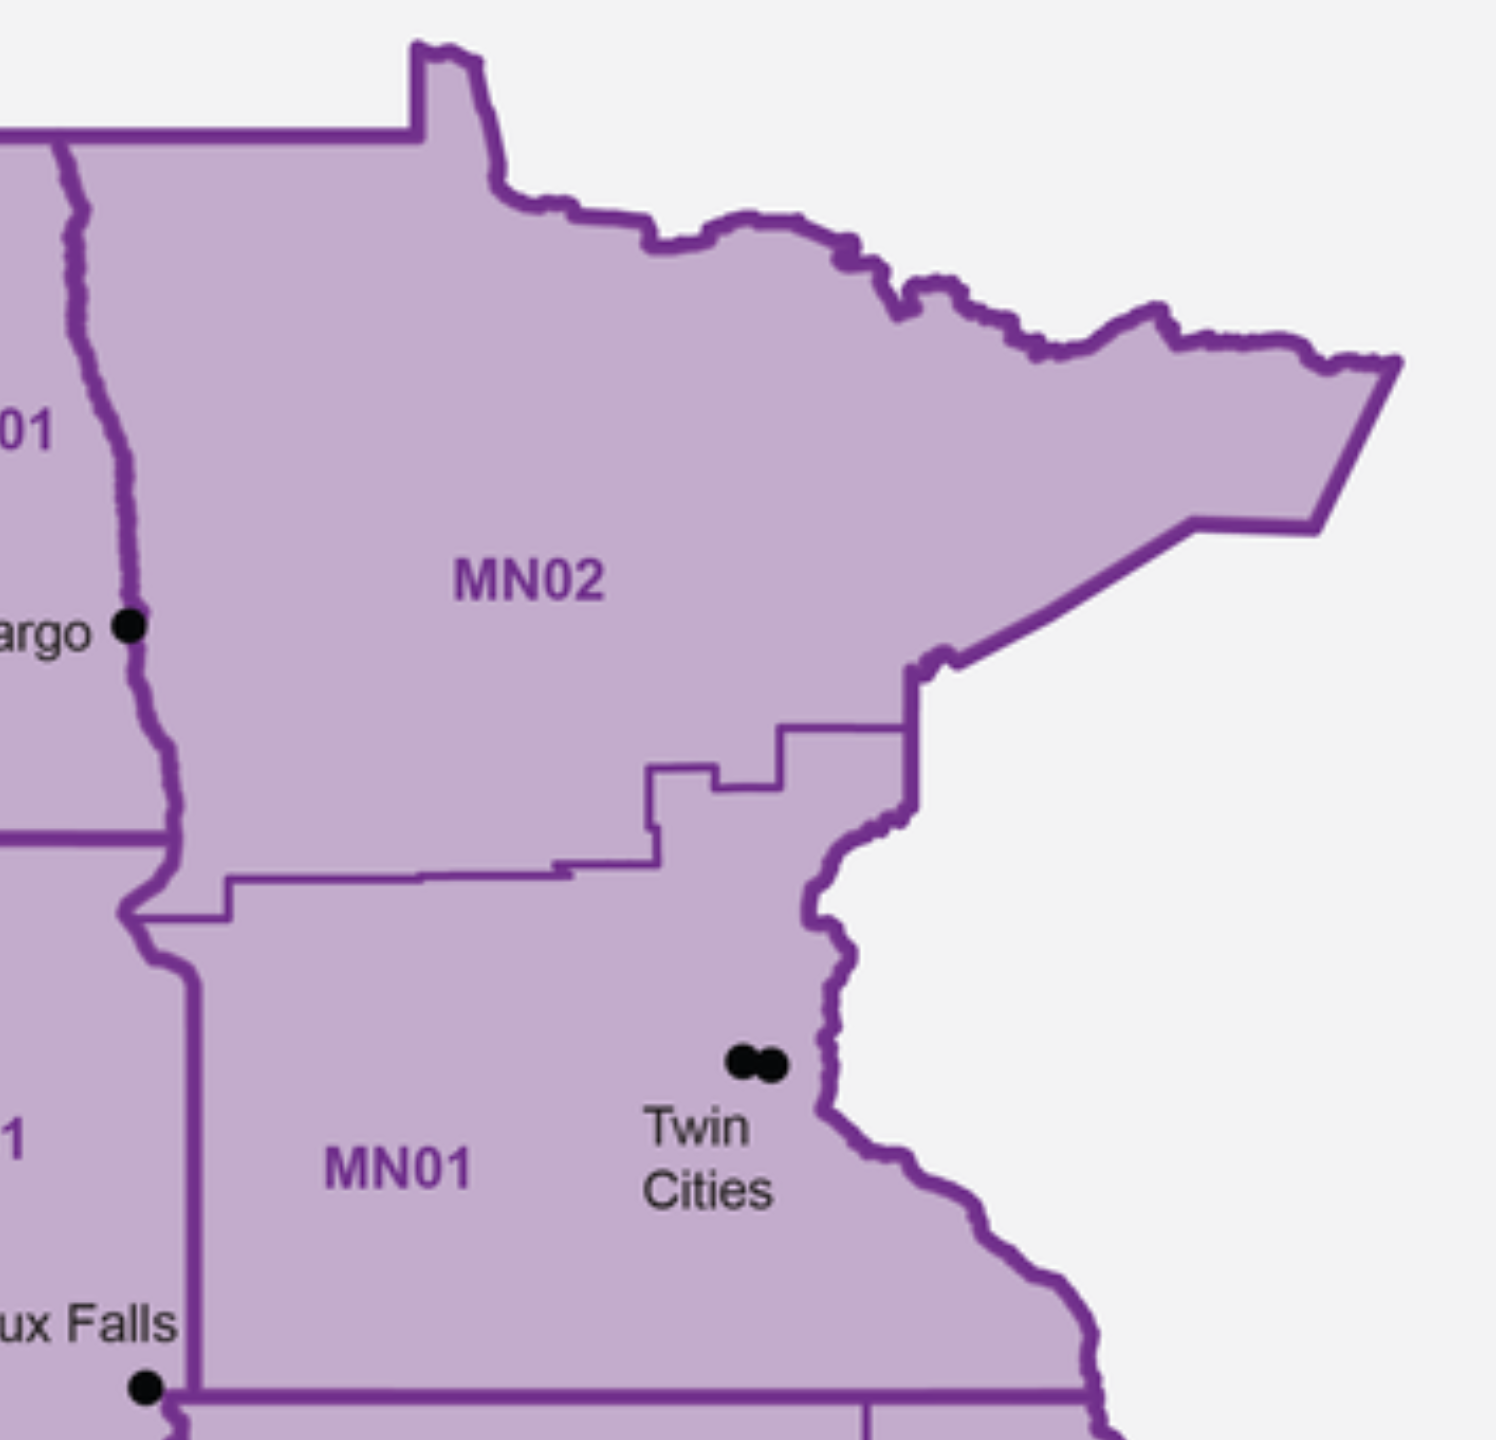 01
MN02
argo
MN01
Twin
Cities
1
ux Falls